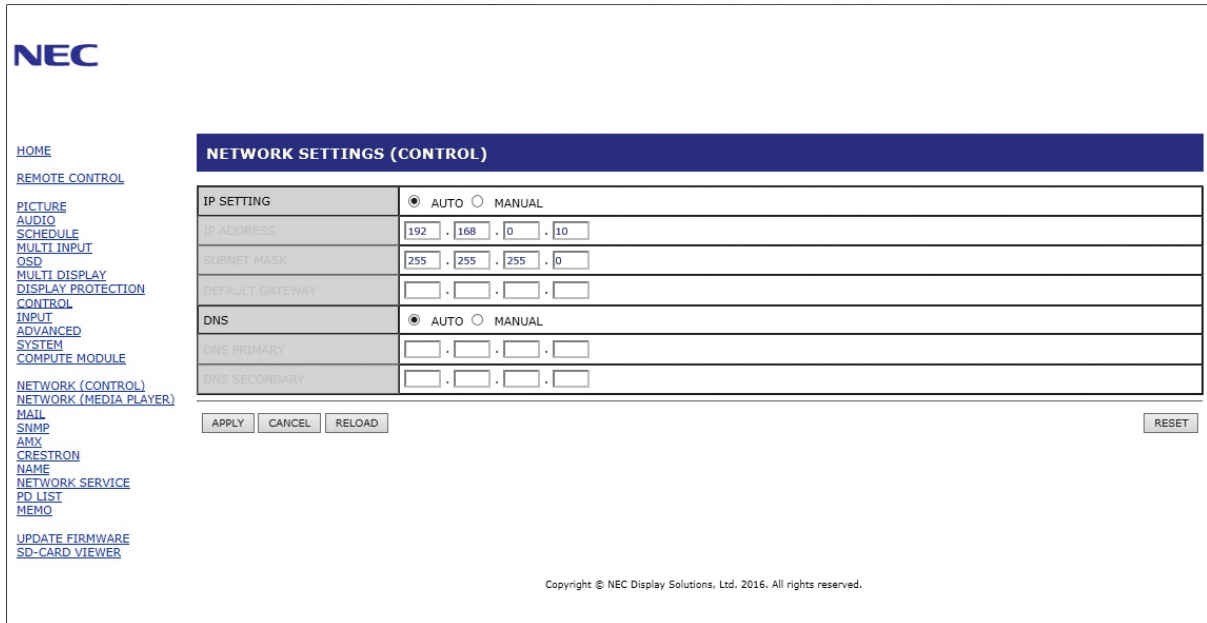 NEC
HOME
REMOTE CONTROL
PICTURE
AUDIO
SCHEDULE
MULTI INPUT
OSD
MULTI DISPLAY
DISPLAY PROTECTION
CONTROL
INPUT
ADVANCED
SYSTEM
COMPUTE MODULE
NETWORK (CONTROL)
NETWORK (MEDIA PLAYER)
MAIL
SNMP
AMX
CRESTRON
NAME
NETWORK SERVICE
PD LIST
MEMO
UPDATE FIRMWARE
SD-CARD VIEWER
NETWORK SETTINGS (CONTROL)
IP SETTING AUTO MANUAL
IP ADDRESS 192 . 168 . 0 . 10
SUBNET MASK 255 . 255 . 255 . 0
DEFAULT GATEWAY . . .
DNS AUTO MANUAL
DNS PRIMARY . . .
DNS SECONDARY . . .
APPLY CANCEL RELOAD RESET
Copyright © NEC Display Solutions, Ltd. 2016. All rights reserved.